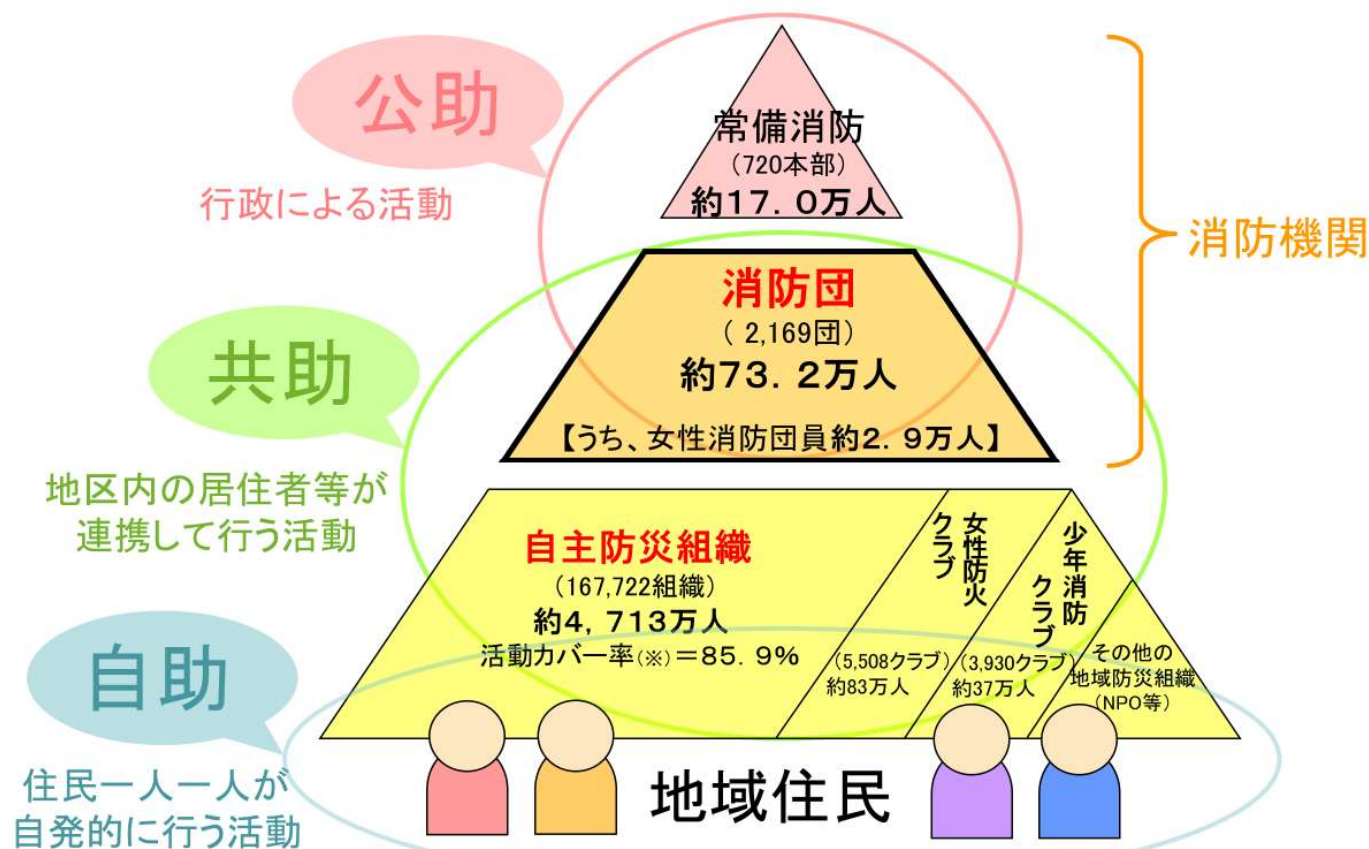 公助
行政による活動
常備消防
（720本部）
約17．0万人
消防機関
消防団
（ 2,169団）
約73．2万人
【うち、女性消防団員約2．9万人】
共助
地区内の居住者等が
連携して行う活動
自主防災組織
（167,722組織）
約4，713万人
活動カバー率（※）＝85．9％
女性防火
クラブ
（5,508クラブ）
約83万人
少年消防
クラブ
（3,930クラブ）
約37万人
その他の
地域防災組織
（NPO等）
自助
住民一人一人が
自発的に行う活動
地域住民